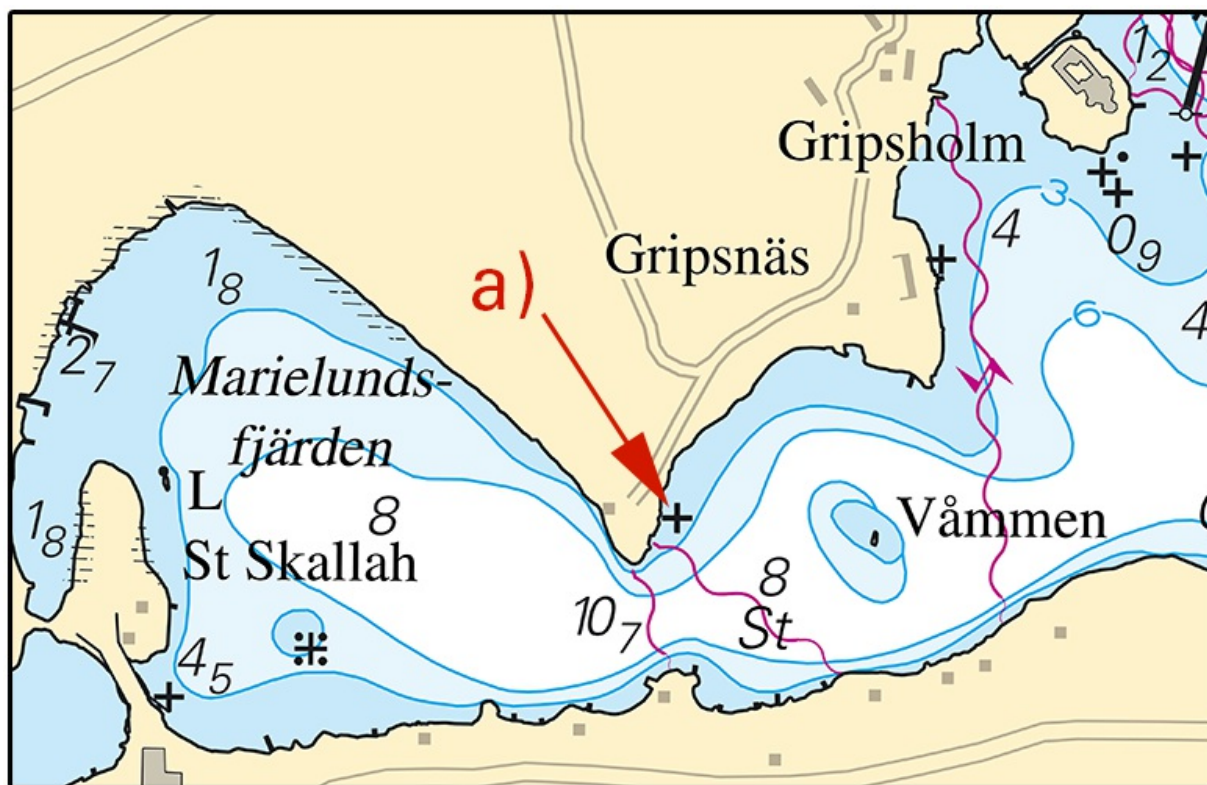 1₂
Gripsholm
3
4
0₉
Gripsnäs
1₈
a)
6
4
2₇
Marielunds-
fjärden
L
8
Våmmen
1₈
St Skallah
8
10₇
St
4₅